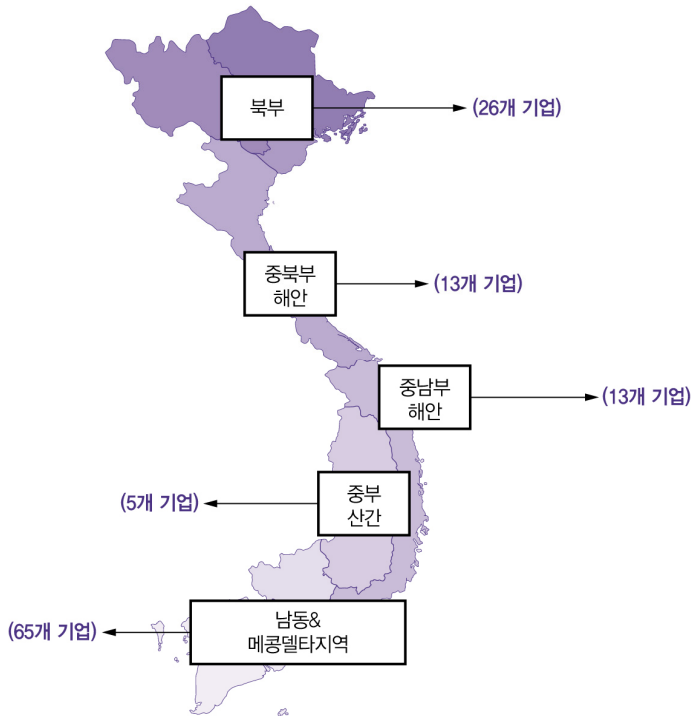 북부
(26개 기업)
중북부
해안
(13개 기업)
중남부
해안
(13개 기업)
중부
산간
(5개 기업)
남동&
메콩델타지역
(65개 기업)